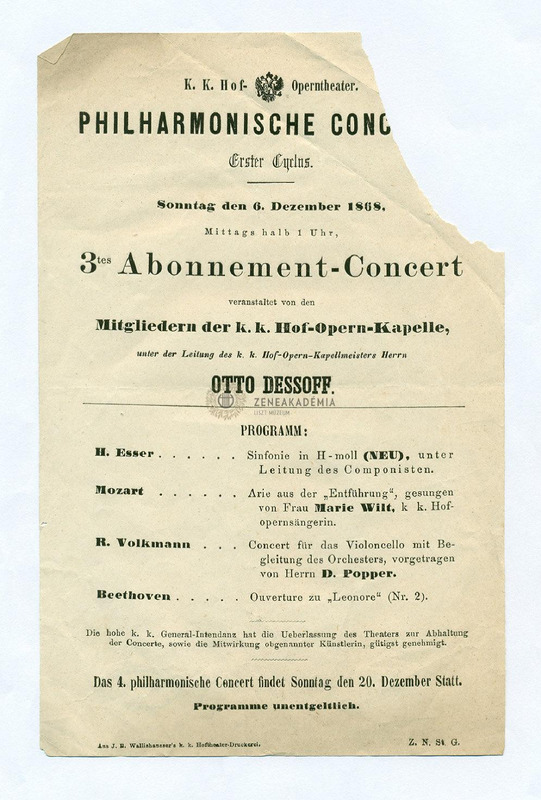 K. K. Hof- Operntheater.
PHILHARMONISCHE CONC
Erster Cyclus.
Sonntag den 6. Dezember 1868,
Mittags halb 1 Uhr,
3tes Abonnement-Concert
veranstaltet von den
Mitgliedern der k. k. Hof-Opern-Kapelle,
unter der Leitung des k. k. Hof-Opern-Kapellmeisters Herrn
OTTO DESSOFF.
ZENEAKADÉMIA
LISZT MÚZEUM
PROGRAMM:
H. Esser . . . . . . Sinfonie in H-moll (NEU), unter
Leitung des Componisten.
Mozart . . . . . . Arie aus der „Entführung“, gesungen
von Frau Marie Wilt, k k. Hof-
opernsängerin.
R. Volkmann . . . Concert für das Violoncello mit Be-
gleitung des Orchesters, vorgetragen
von Herrn D. Popper.
Beethoven . . . . . Ouverture zu „Leonore“ (Nr. 2).
Die hohe k. k. General-Intendanz hat die Ueberlassung des Theaters zur Abhaltung
der Concerte, sowie die Mitwirkung obgenannter Künstlerin, gütigst genehmigt.
Das 4. philharmonische Concert findet Sonntag den 20. Dezember Statt.
Programme unentgeltlich.
Aus J. B. Wallishausser's k. k. Hoftheater-Druckerei.
Z. N. St. G.